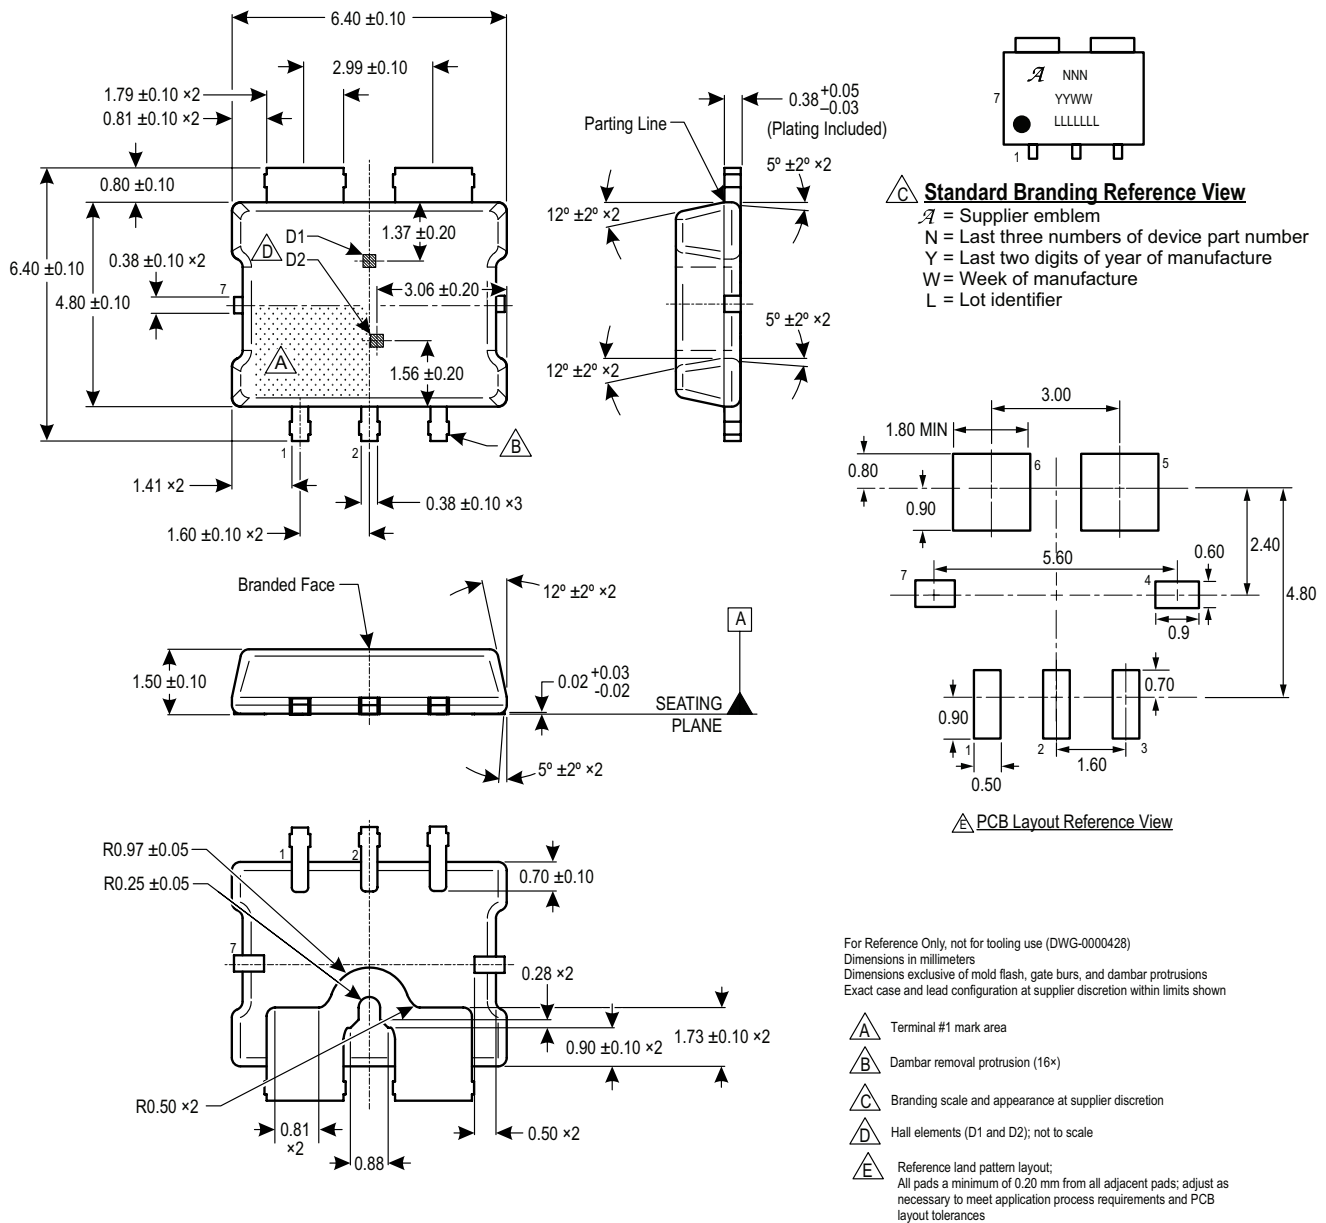 6.40 ±0.10
2.99 ±0.10
1.79 ±0.10 ×2
0.81 ±0.10 ×2
0.80 ±0.10
6.40 ±0.10
4.80 ±0.10
0.38 ±0.10 ×2
7
D
D1
D2
1.37 ±0.20
3.06 ±0.20
1.56 ±0.20
A
B
1
2
1.41 ×2
0.38 ±0.10 ×3
1.60 ±0.10 ×2
Parting Line
0.38 +0.05
–0.03
(Plating Included)
5º ±2º ×2
12º ±2º ×2
5º ±2º ×2
12º ±2º ×2
A NNN
7
YYWW
LLLLLLL
1
C Standard Branding Reference View
A = Supplier emblem
N = Last three numbers of device part number
Y = Last two digits of year of manufacture
W = Week of manufacture
L = Lot identifier
3.00
1.80 MIN
6
5
0.80
0.90
2.40
5.60
0.60
7
4
4.80
0.9
0.70
0.90
1
2
3
1.60
0.50
E PCB Layout Reference View
Branded Face
12º ±2º ×2
A
1.50 ±0.10
0.02 +0.03
-0.02
SEATING
PLANE
5º ±2º ×2
R0.97 ±0.05
R0.25 ±0.05
1
2
0.70 ±0.10
7
0.28 ×2
1.73 ±0.10 ×2
0.90 ±0.10 ×2
R0.50 ×2
0.81
×2
0.50 ×2
0.88
For Reference Only, not for tooling use (DWG-0000428)
Dimensions in millimeters
Dimensions exclusive of mold flash, gate burs, and dambar protrusions
Exact case and lead configuration at supplier discretion within limits shown
A Terminal #1 mark area
B Dambar removal protrusion (16×)
C Branding scale and appearance at supplier discretion
D Hall elements (D1 and D2); not to scale
E Reference land pattern layout;
All pads a minimum of 0.20 mm from all adjacent pads; adjust as
necessary to meet application process requirements and PCB
layout tolerances